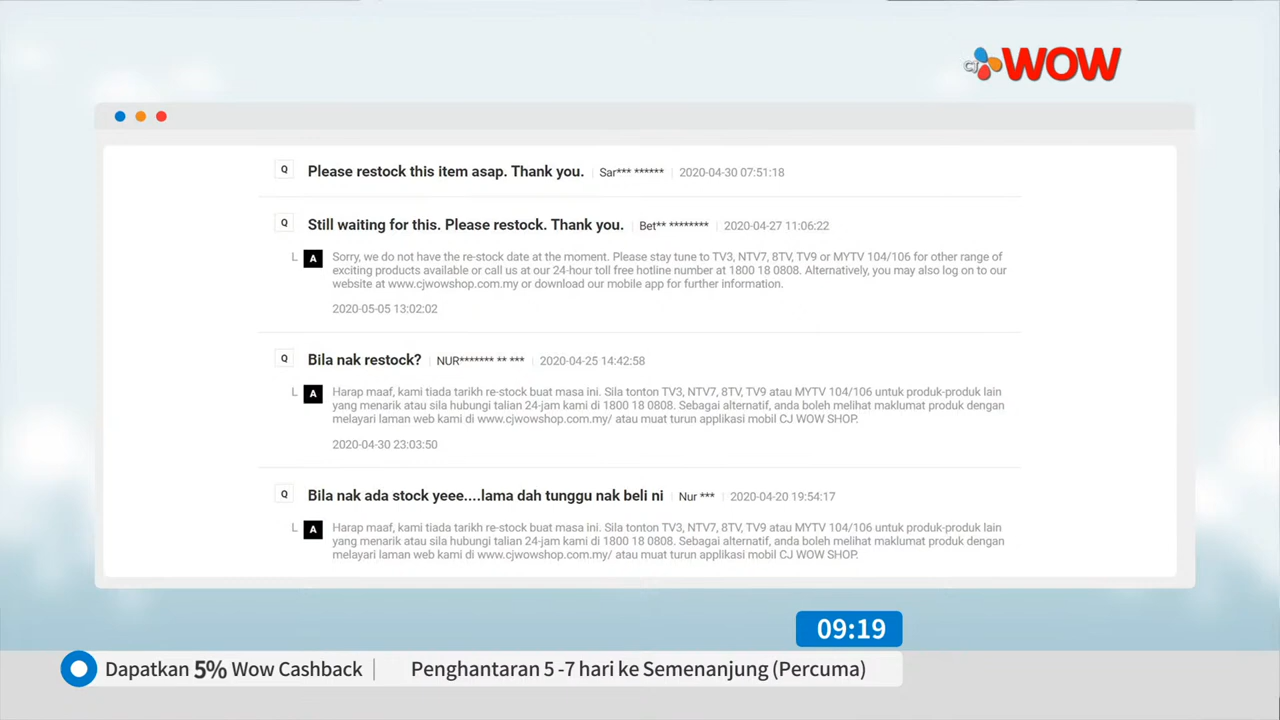 CJ WOW
Q Please restock this item asap. Thank you. Sar*** ****** 2020-04-30 07:51:18
Q Still waiting for this. Please restock. Thank you. Bet** ******** 2020-04-27 11:06:22
A Sorry, we do not have the re-stock date at the moment. Please stay tune to TV3, NTV7, 8TV, TV9 or MYTV 104/106 for other range of
exciting products available or call us at our 24-hour toll free hotline number at 1800 18 0808. Alternatively, you may also log on to our
website at www.cjwowshop.com.my or download our mobile app for further information.
2020-05-05 13:02:02
Q Bila nak restock? NUR******* ** *** 2020-04-25 14:42:58
A Harap maaf, kami tiada tarikh re-stock buat masa ini. Sila tonton TV3, NTV7, 8TV, TV9 atau MYTV 104/106 untuk produk-produk lain
yang menarik atau sila hubungi talian 24-jam kami di 1800 18 0808. Sebagai alternatif, anda boleh melihat maklumat produk dengan
melayari laman web kami di www.cjwowshop.com.my/ atau muat turun applikasi mobil CJ WOW SHOP.
2020-04-30 23:03:50
Q Bila nak ada stock yeee....lama dah tunggu nak beli ni Nur *** 2020-04-20 19:54:17
A Harap maaf, kami tiada tarikh re-stock buat masa ini. Sila tonton TV3, NTV7, 8TV, TV9 atau MYTV 104/106 untuk produk-produk lain
yang menarik atau sila hubungi talian 24-jam kami di 1800 18 0808. Sebagai alternatif, anda boleh melihat maklumat produk dengan
melayari laman web kami di www.cjwowshop.com.my/ atau muat turun applikasi mobil CJ WOW SHOP.
09:19
Dapatkan 5% Wow Cashback | Penghantaran 5 -7 hari ke Semenanjung (Percuma)